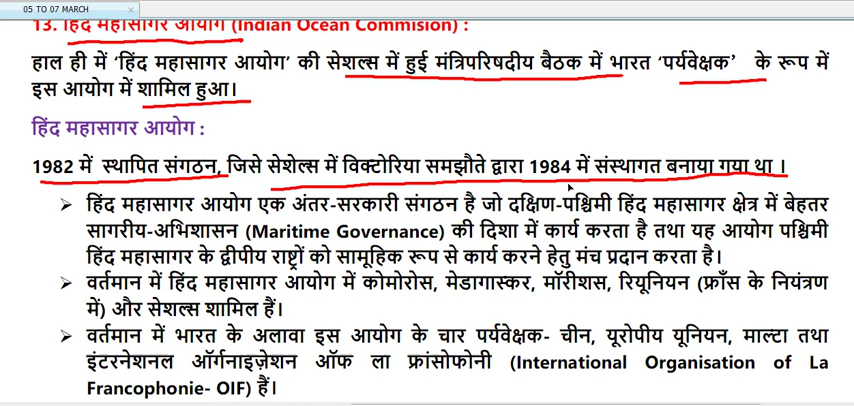 05 TO 07 MARCH
13. हिंद महासागर आयोग (Indian Ocean Commision) :
हाल ही में ‘हिंद महासागर आयोग’ की सेशल्स में हुई मंत्रिपरिषदीय बैठक में भारत ‘पर्यवेक्षक’ के रूप में
इस आयोग में शामिल हुआ।
हिंद महासागर आयोग :
1982 में स्थापित संगठन, जिसे सेशेल्स में विक्टोरिया समझौते द्वारा 1984 में संस्थागत बनाया गया था ।
➢ हिंद महासागर आयोग एक अंतर-सरकारी संगठन है जो दक्षिण-पश्चिमी हिंद महासागर क्षेत्र में बेहतर
सागरीय-अभिशासन (Maritime Governance) की दिशा में कार्य करता है तथा यह आयोग पश्चिमी
हिंद महासागर के द्वीपीय राष्ट्रों को सामूहिक रूप से कार्य करने हेतु मंच प्रदान करता है।
➢ वर्तमान में हिंद महासागर आयोग में कोमोरोस, मेडागास्कर, मॉरीशस, रियूनियन (फ्राँस के नियंत्रण
में) और सेशल्स शामिल हैं।
➢ वर्तमान में भारत के अलावा इस आयोग के चार पर्यवेक्षक- चीन, यूरोपीय यूनियन, माल्टा तथा
इंटरनेशनल ऑर्गनाइज़ेशन ऑफ ला फ्रांसोफोनी (International Organisation of La
Francophonie- OIF) हैं।